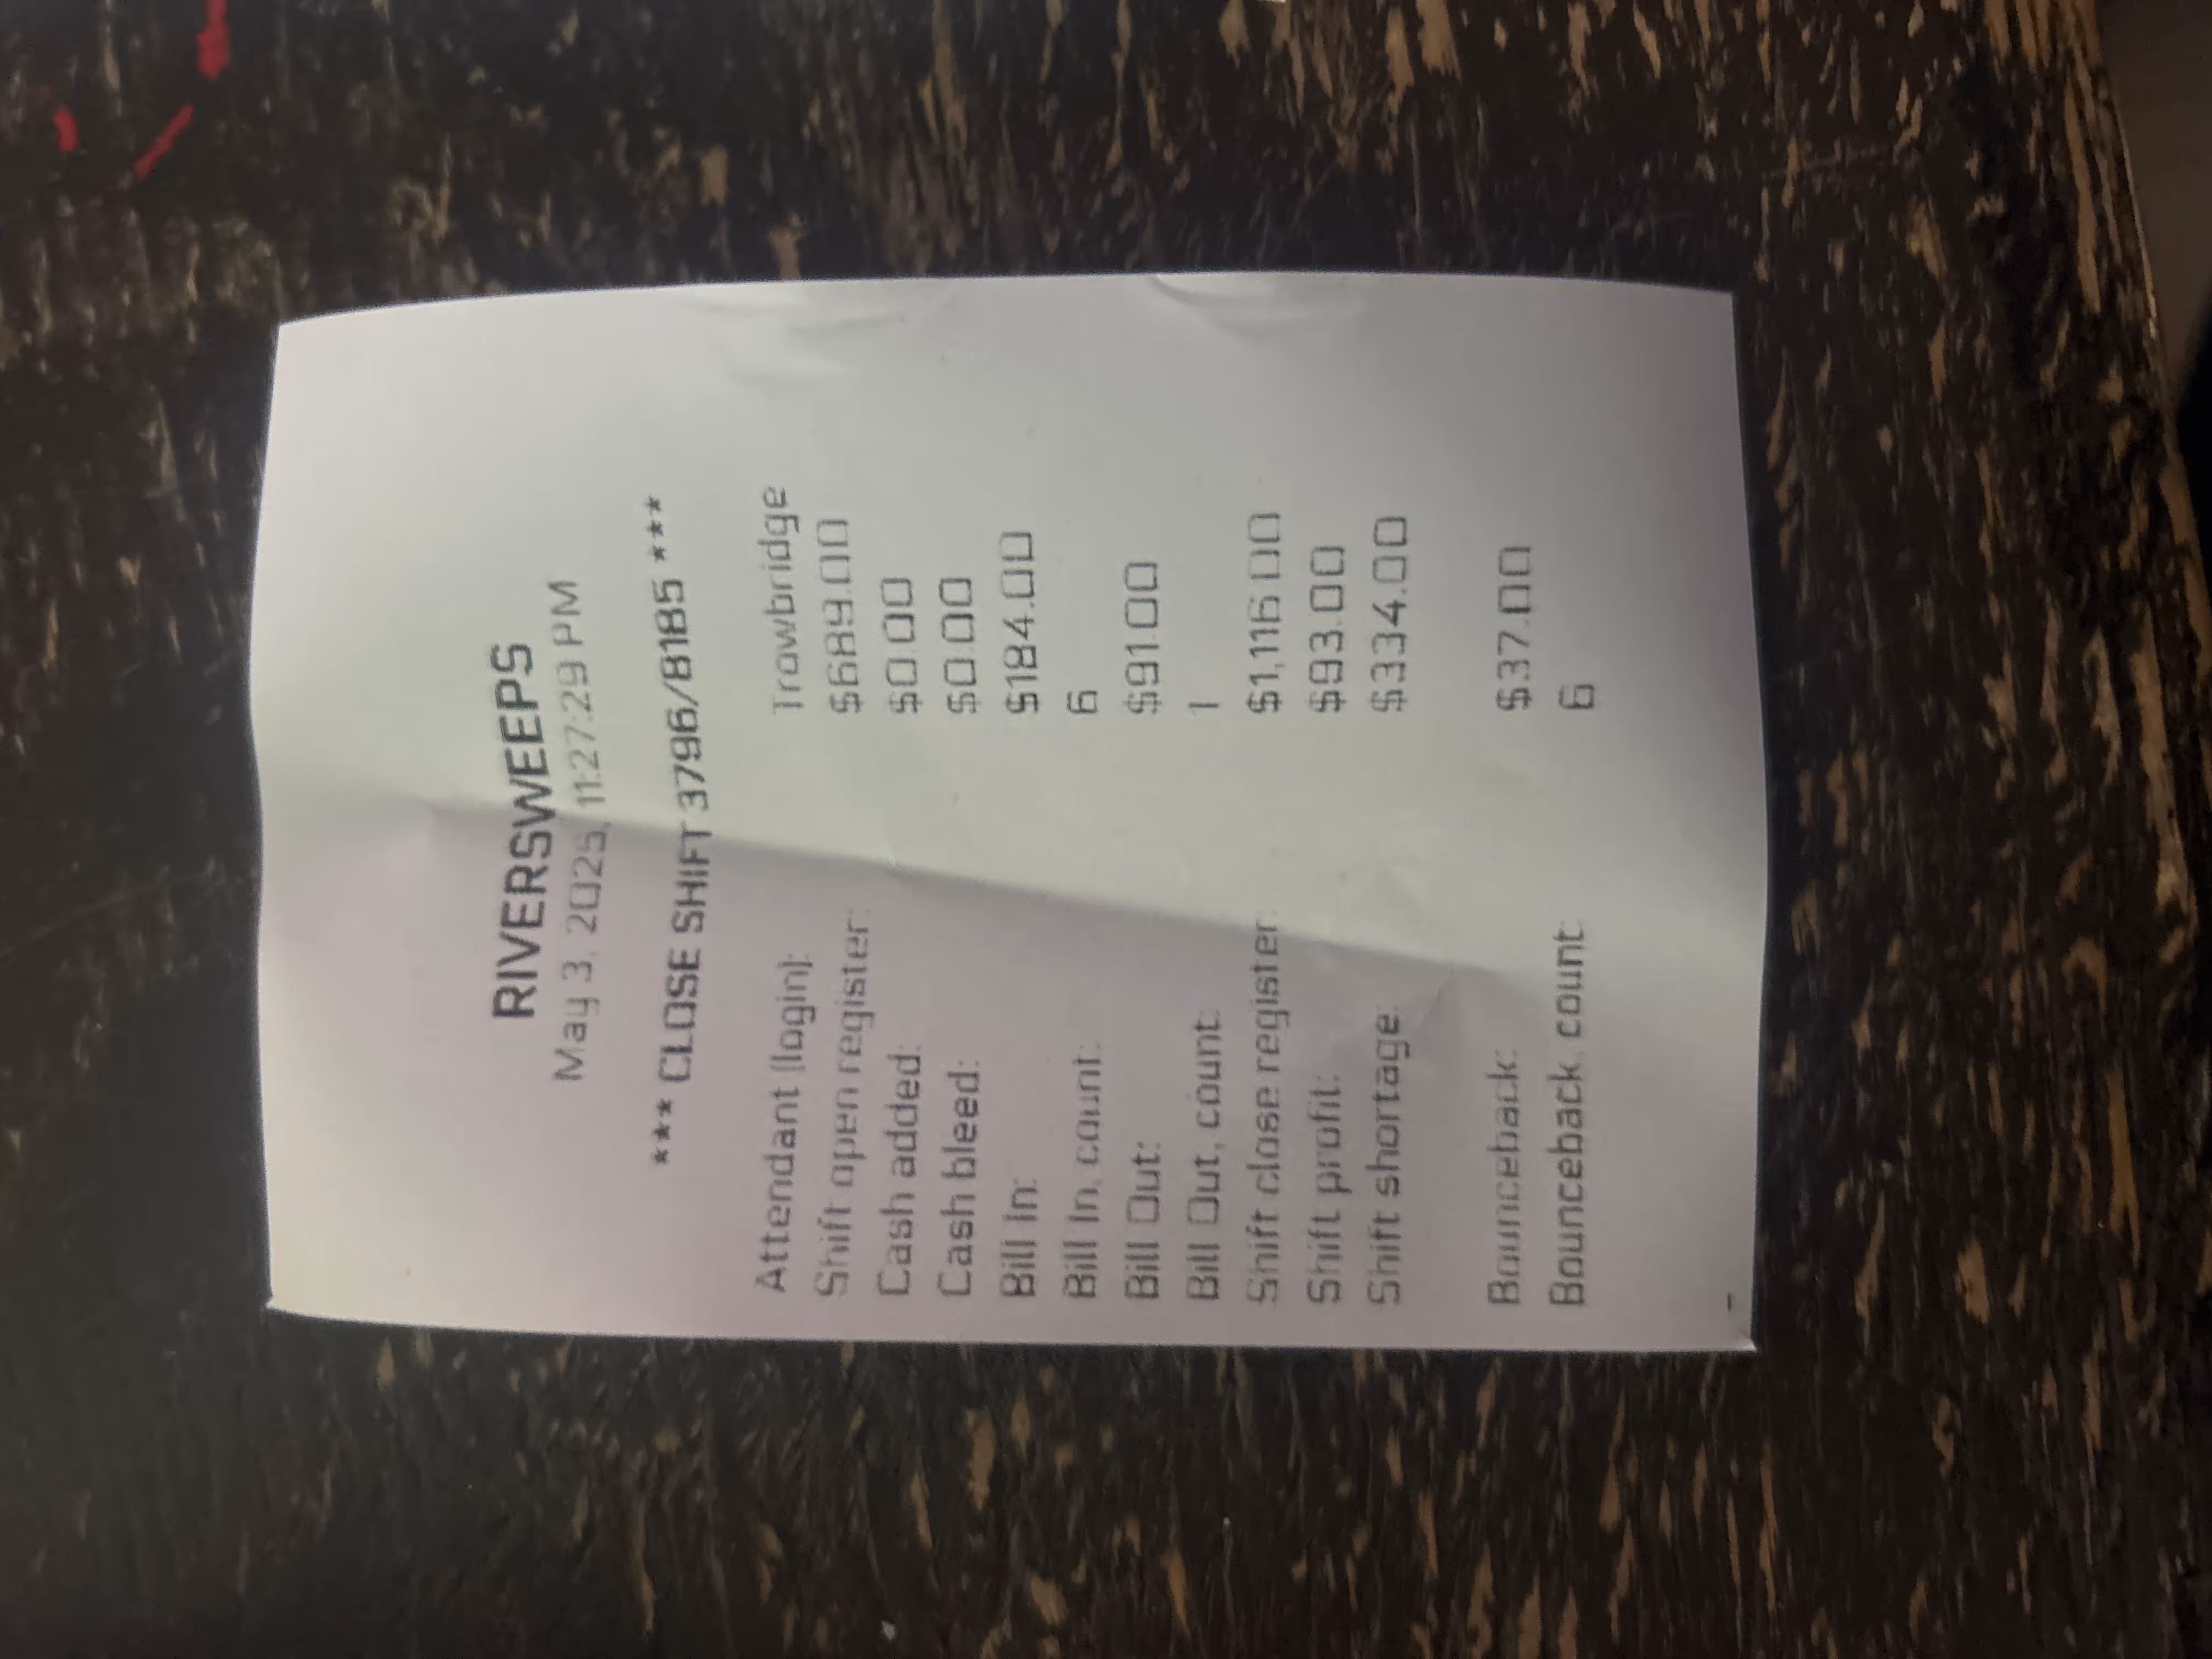 RIVERSWEEPS
May 3, 2025, 11:27:29 PM
*** CLOSE SHIFT 3796/8185 ***
Attendant (login): Trowbridge
Shift open register: $689.00
Cash added: $0.00
Cash bleed: $0.00
Bill In: $184.00
Bill In, count: 6
Bill Out: $91.00
Bill Out, count: 1
Shift close register: $1,116.00
Shift profit: $93.00
Shift shortage: $334.00
Bounceback: $37.00
Bounceback, count: 6